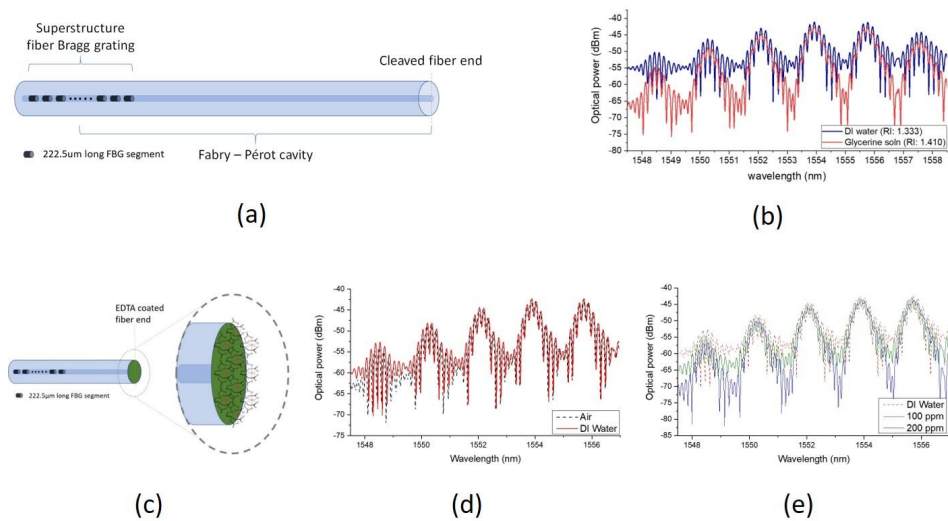 Superstructure
fiber Bragg grating
Cleaved fiber end
222.5um long FBG segment
Fabry – Pérot cavity
(a)
Optical power (dBm)
-40
-45
-50
-55
-60
-65
-70
-75
-80
DI water (RI: 1.333)
Glycerine soln (RI: 1.410)
1548 1549 1550 1551 1552 1553 1554 1555 1556 1557 1558
wavelength (nm)
(b)
EDTA coated
fiber end
222.5μm long FBG segment
(c)
Optical power (dBm)
-40
-45
-50
-55
-60
-65
-70
-75
Air
DI Water
1548 1550 1552 1554 1556
Wavelength (nm)
(d)
Optical power (dBm)
-40
-45
-50
-55
-60
-65
-70
-75
-80
-85
DI Water
100 ppm
200 ppm
1548 1550 1552 1554 1556
Wavelength (nm)
(e)